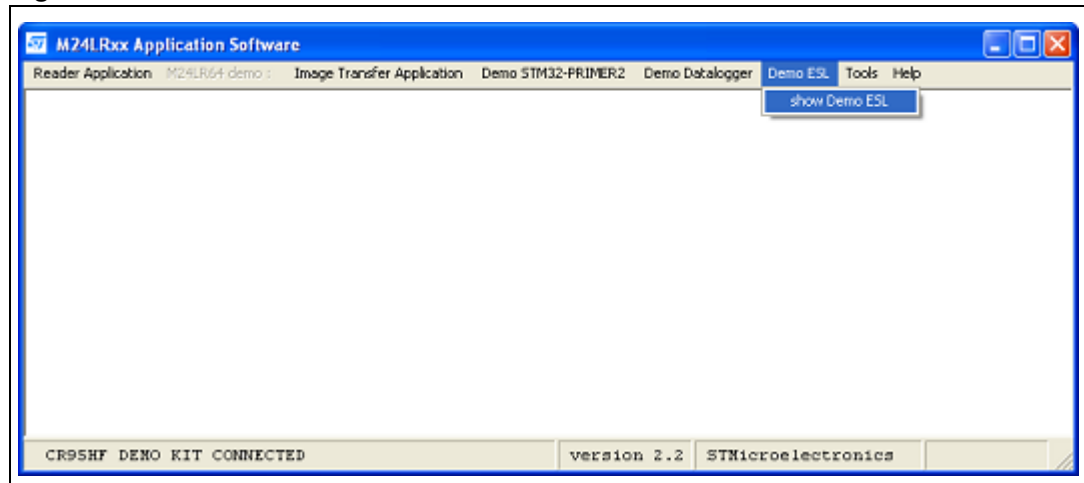 M24LRxx Application Software
Reader Application M24LR64 demo : Image Transfer Application Demo STM32-PRIMER2 Demo Datalogger Demo ESL Tools Help
show Demo ESL
CR95HF DEMO KIT CONNECTED version 2.2 STMicroelectronics